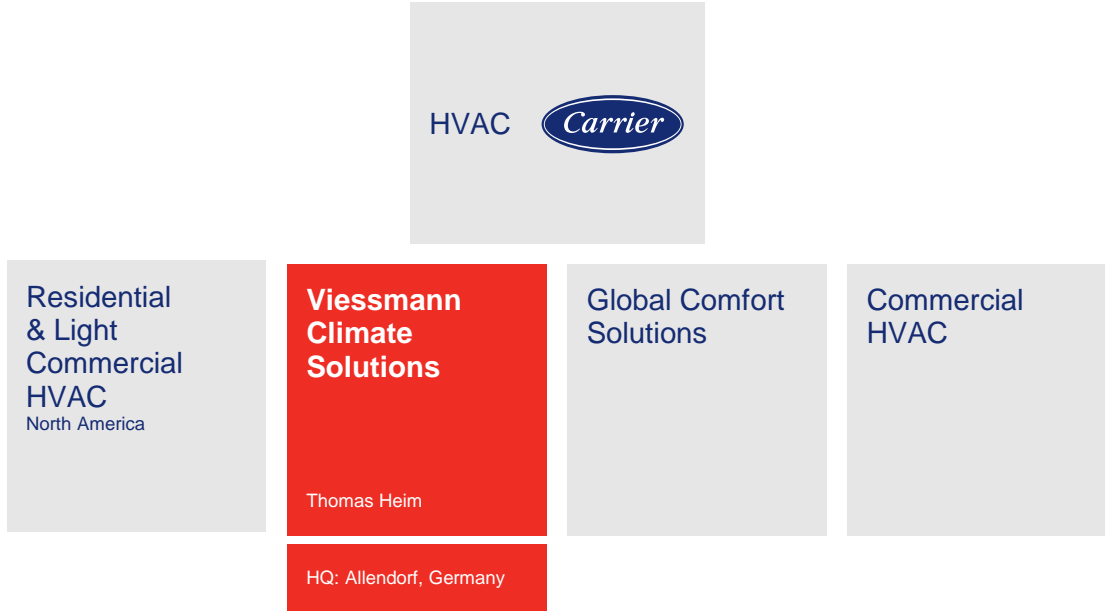 HVAC
Carrier
Residential
& Light
Commercial
HVAC
North America
Viessmann
Climate
Solutions
Thomas Heim
HQ: Allendorf, Germany
Global Comfort
Solutions
Commercial
HVAC